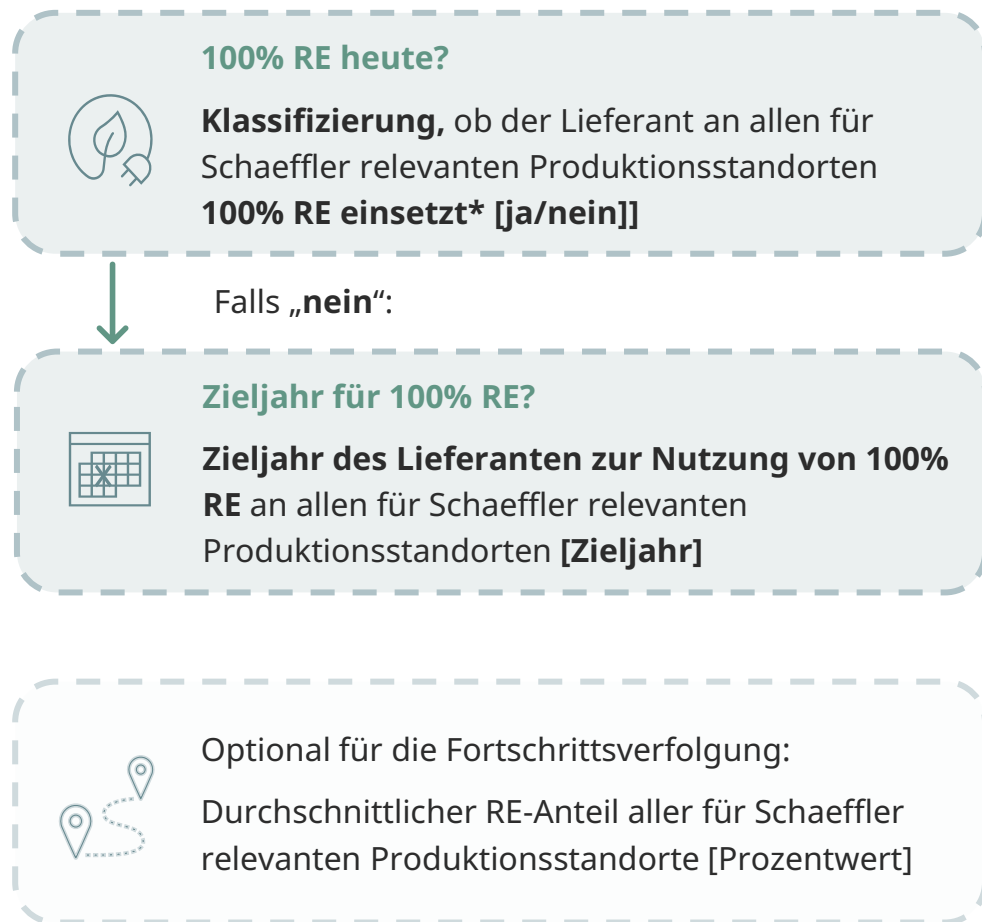 100% RE heute?
Klassifizierung, ob der Lieferant an allen für
Schaeffler relevanten Produktionsstandorten
100% RE einsetzt* [ja/nein]]
Falls „nein“:
Zieljahr für 100% RE?
Zieljahr des Lieferanten zur Nutzung von 100%
RE an allen für Schaeffler relevanten
Produktionsstandorten [Zieljahr]
Optional für die Fortschrittsverfolgung:
Durchschnittlicher RE-Anteil aller für Schaeffler
relevanten Produktionsstandorte [Prozentwert]